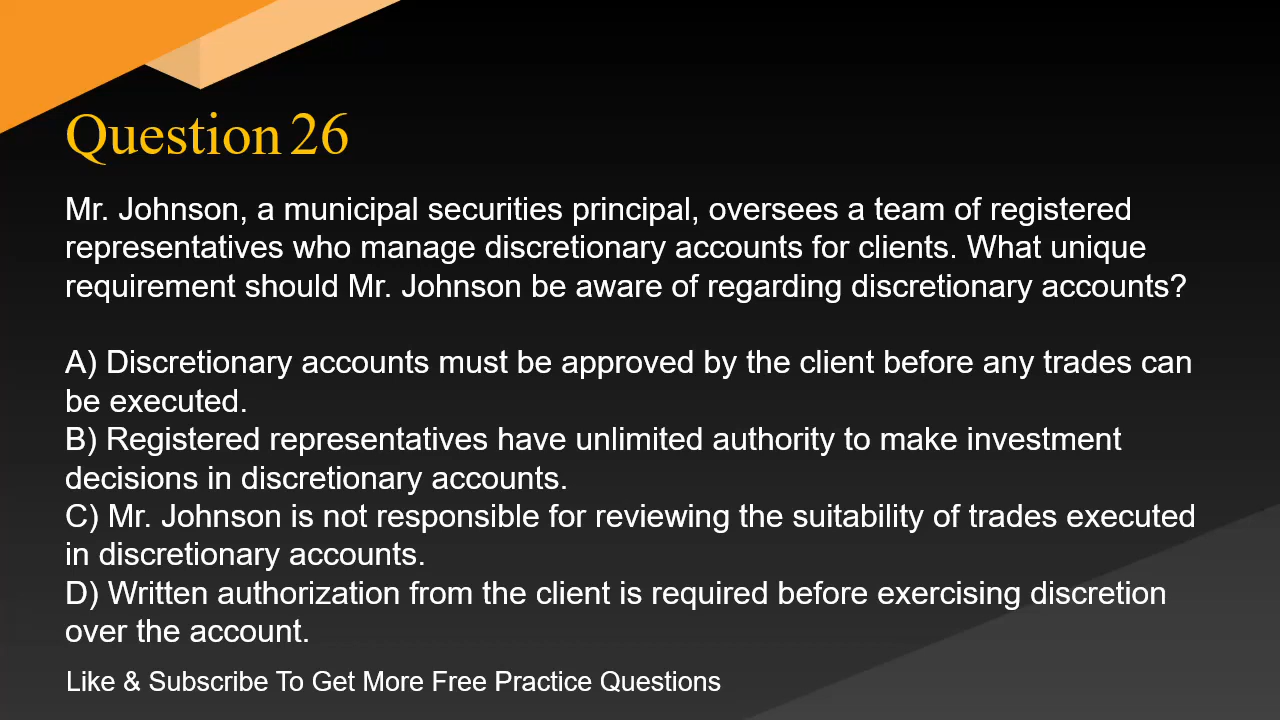 Question 26
Mr. Johnson, a municipal securities principal, oversees a team of registered
representatives who manage discretionary accounts for clients. What unique
requirement should Mr. Johnson be aware of regarding discretionary accounts?
A) Discretionary accounts must be approved by the client before any trades can
be executed.
B) Registered representatives have unlimited authority to make investment
decisions in discretionary accounts.
C) Mr. Johnson is not responsible for reviewing the suitability of trades executed
in discretionary accounts.
D) Written authorization from the client is required before exercising discretion
over the account.
Like & Subscribe To Get More Free Practice Questions